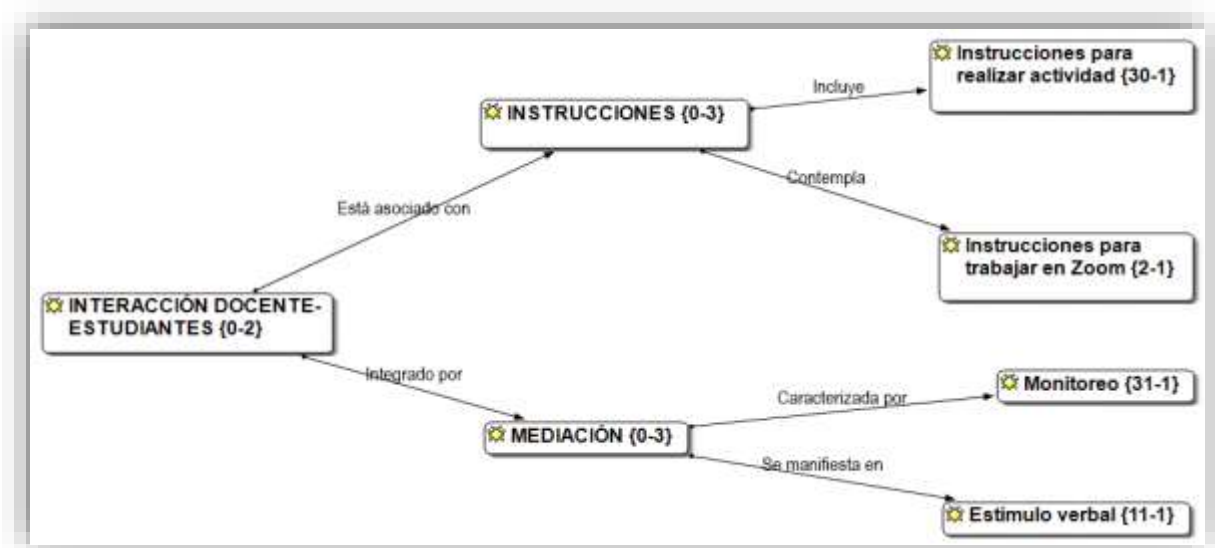 Instrucciones para
realizar actividad {30-1}
Incluye
INSTRUCCIONES {0-3}
Contempla
Está asociado con
Instrucciones para
trabajar en Zoom {2-1}
INTERACCIÓN DOCENTE-
ESTUDIANTES {0-2}
Integrado por
Monitoreo {31-1}
Caracterizada por
MEDIACIÓN {0-3}
Se manifiesta en
Estimulo verbal {11-1}